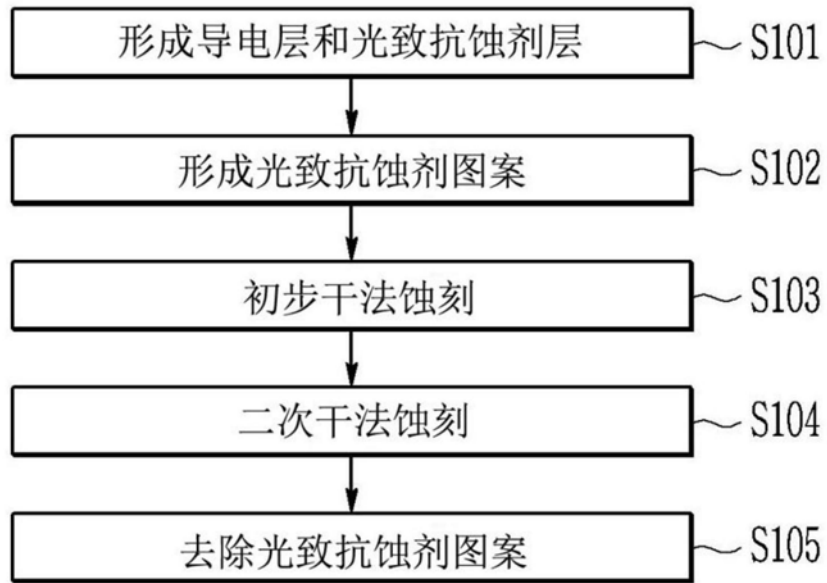 形成导电层和光致抗蚀剂层 S101
形成光致抗蚀剂图案 S102
初步干法蚀刻 S103
二次干法蚀刻 S104
去除光致抗蚀剂图案 S105